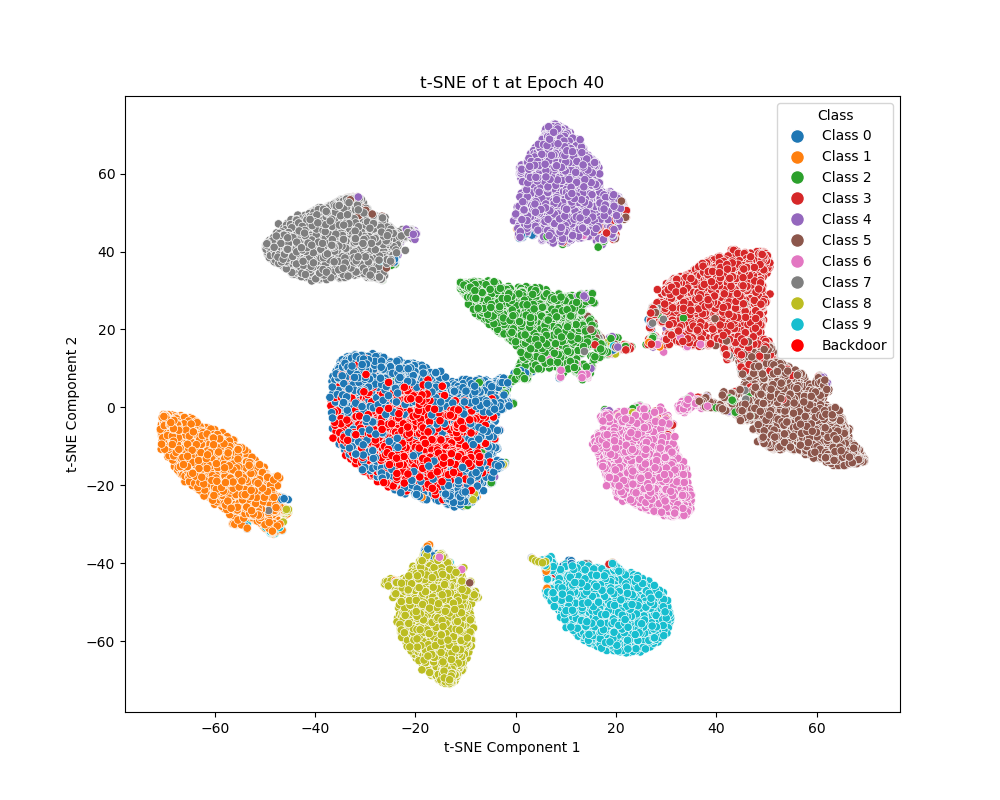 t-SNE of t at Epoch 40
Class
Class 0
Class 1
Class 2
Class 3
Class 4
Class 5
Class 6
Class 7
Class 8
Class 9
Backdoor
t-SNE Component 2
60
40
20
0
−20
−40
−60
−60 −40 −20 0 20 40 60
t-SNE Component 1